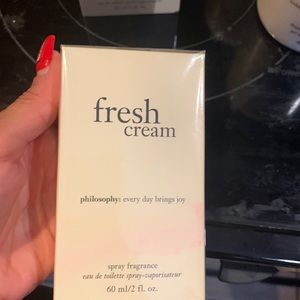 fresh
cream
philosophy: every day brings joy
spray fragrance
eau de toilette spray-vaporisateur
60 ml/2 fl. oz.